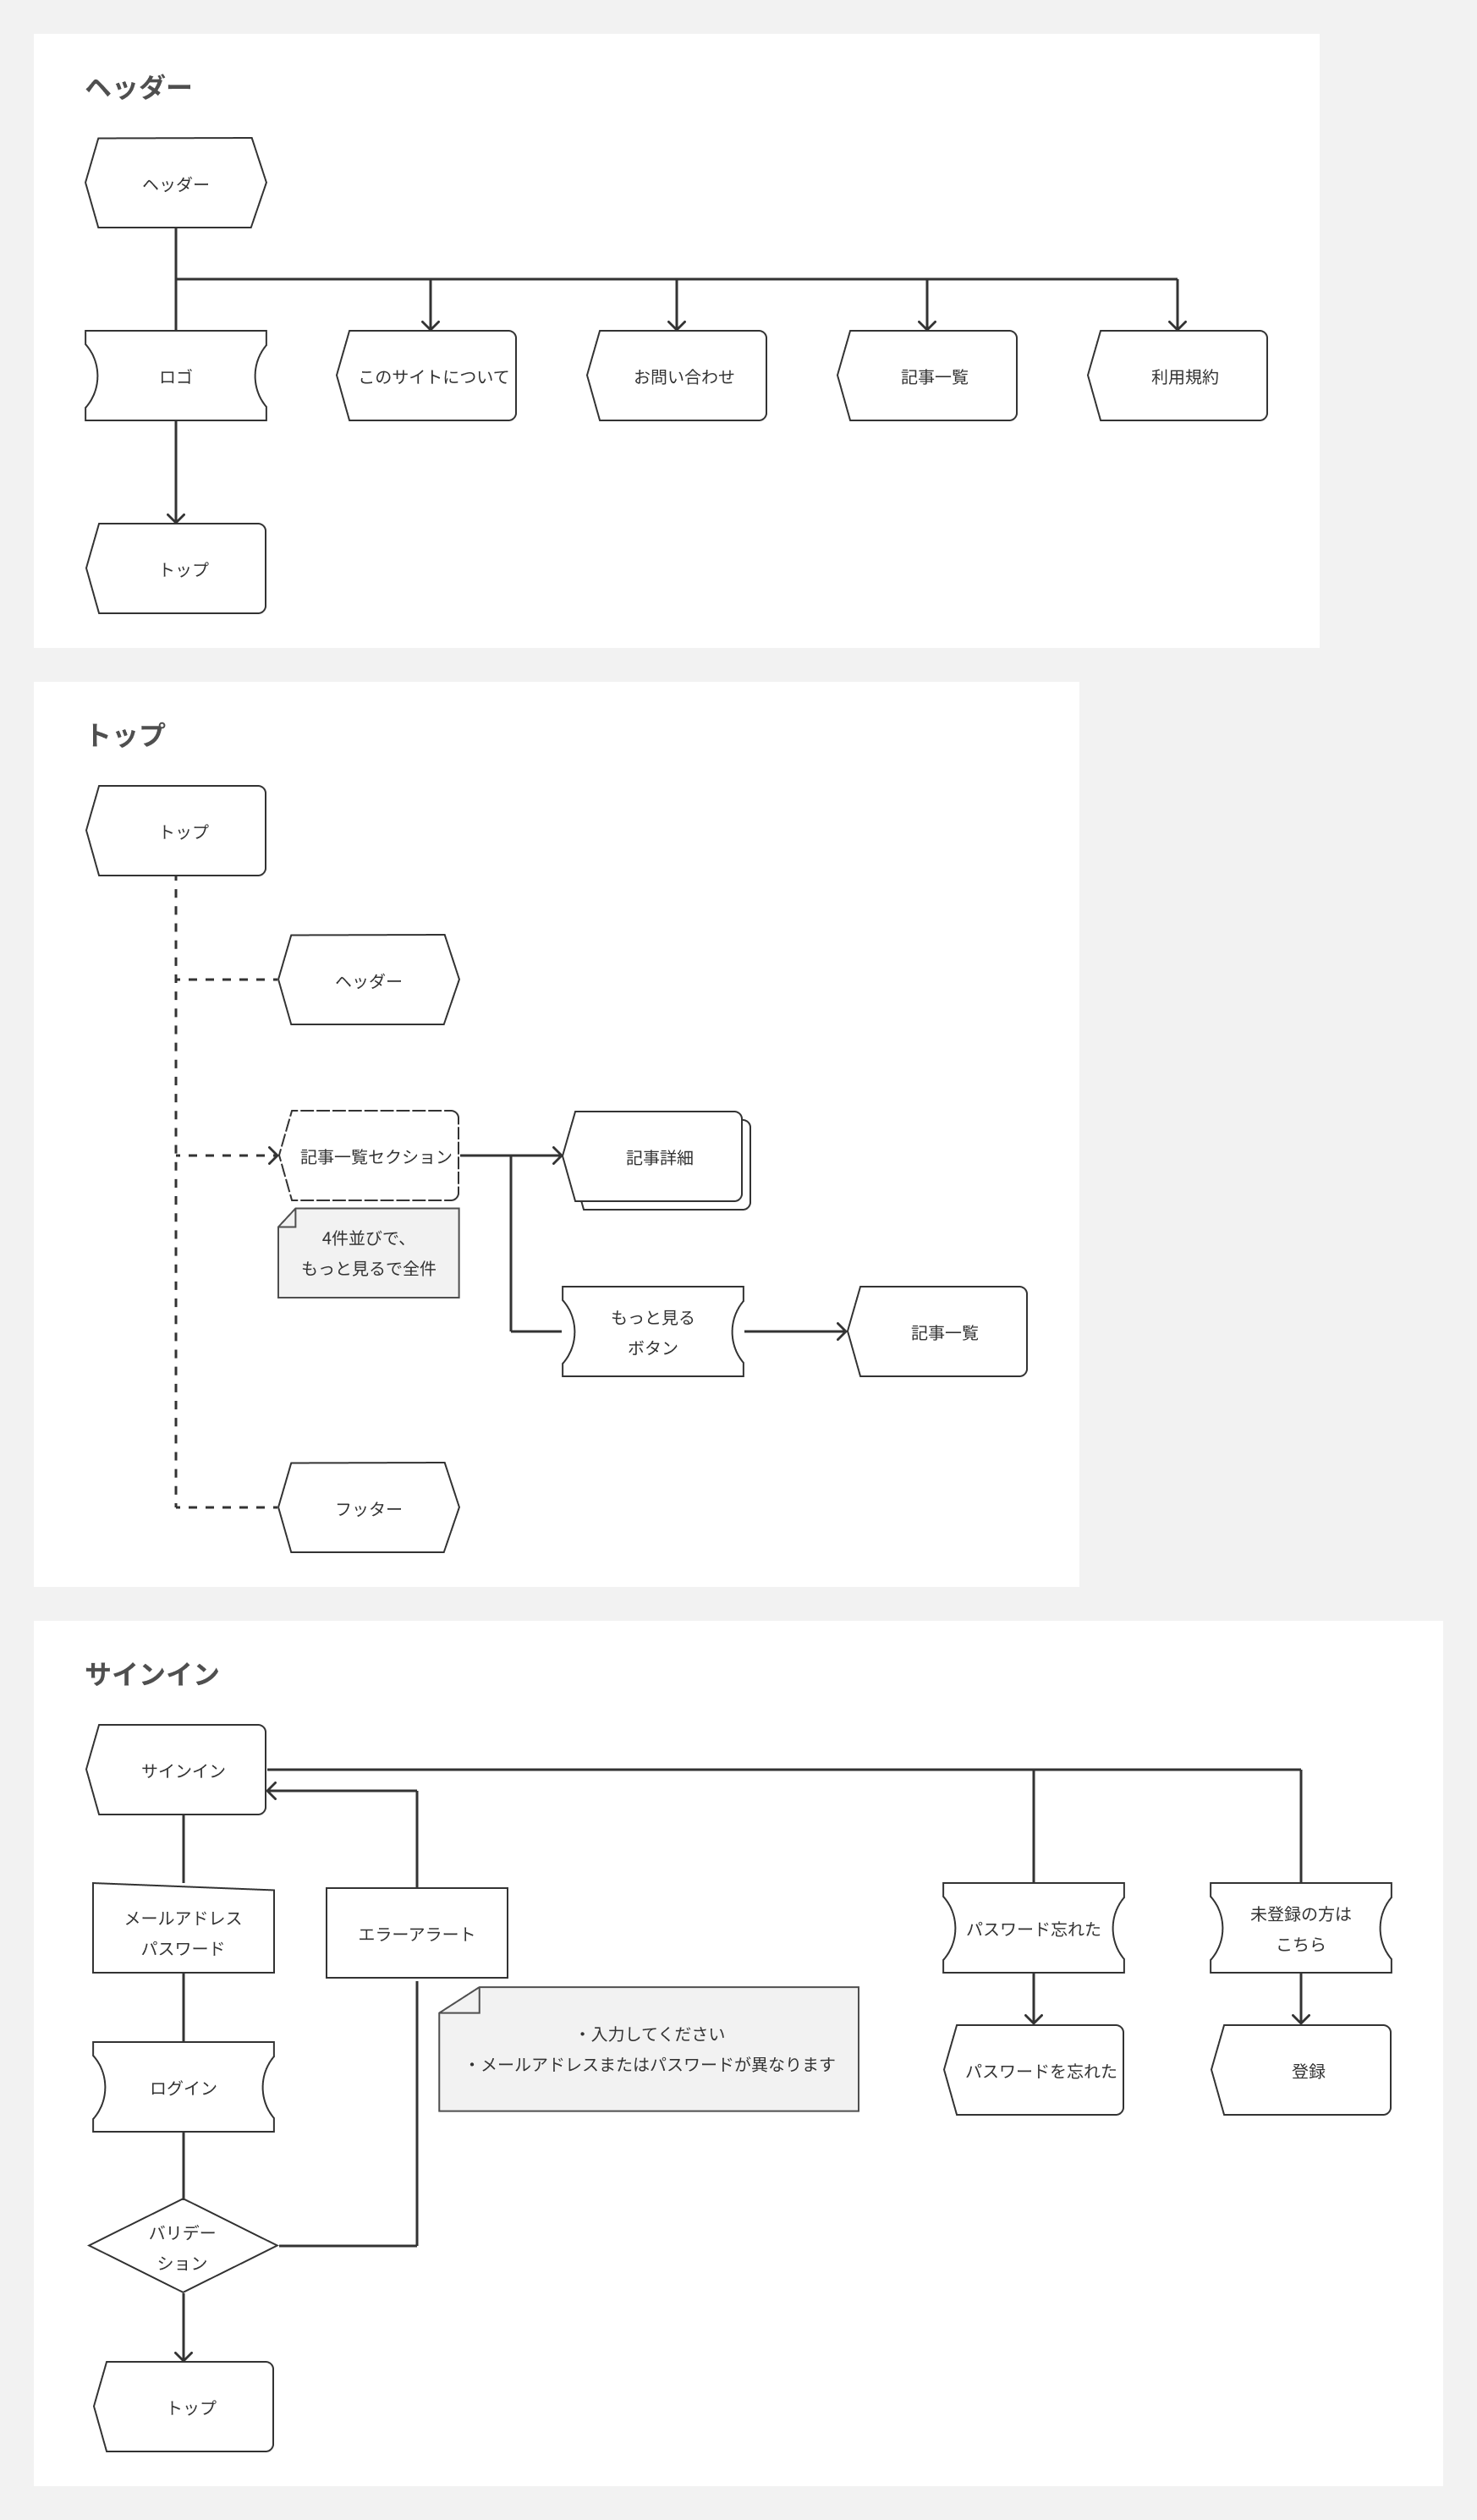 ヘッダー
ヘッダー
ロゴ
このサイトについて
お問い合わせ
記事一覧
利用規約
トップ
トップ
トップ
ヘッダー
記事一覧セクション
記事詳細
4件並びで、
もっと見るで全件
もっと見る
ボタン
記事一覧
フッター
サインイン
サインイン
メールアドレス
パスワード
エラーアラート
パスワード忘れた
未登録の方は
こちら
・入力してください
・メールアドレスまたはパスワードが異なります
パスワードを忘れた
登録
ログイン
バリデー
ション
トップ